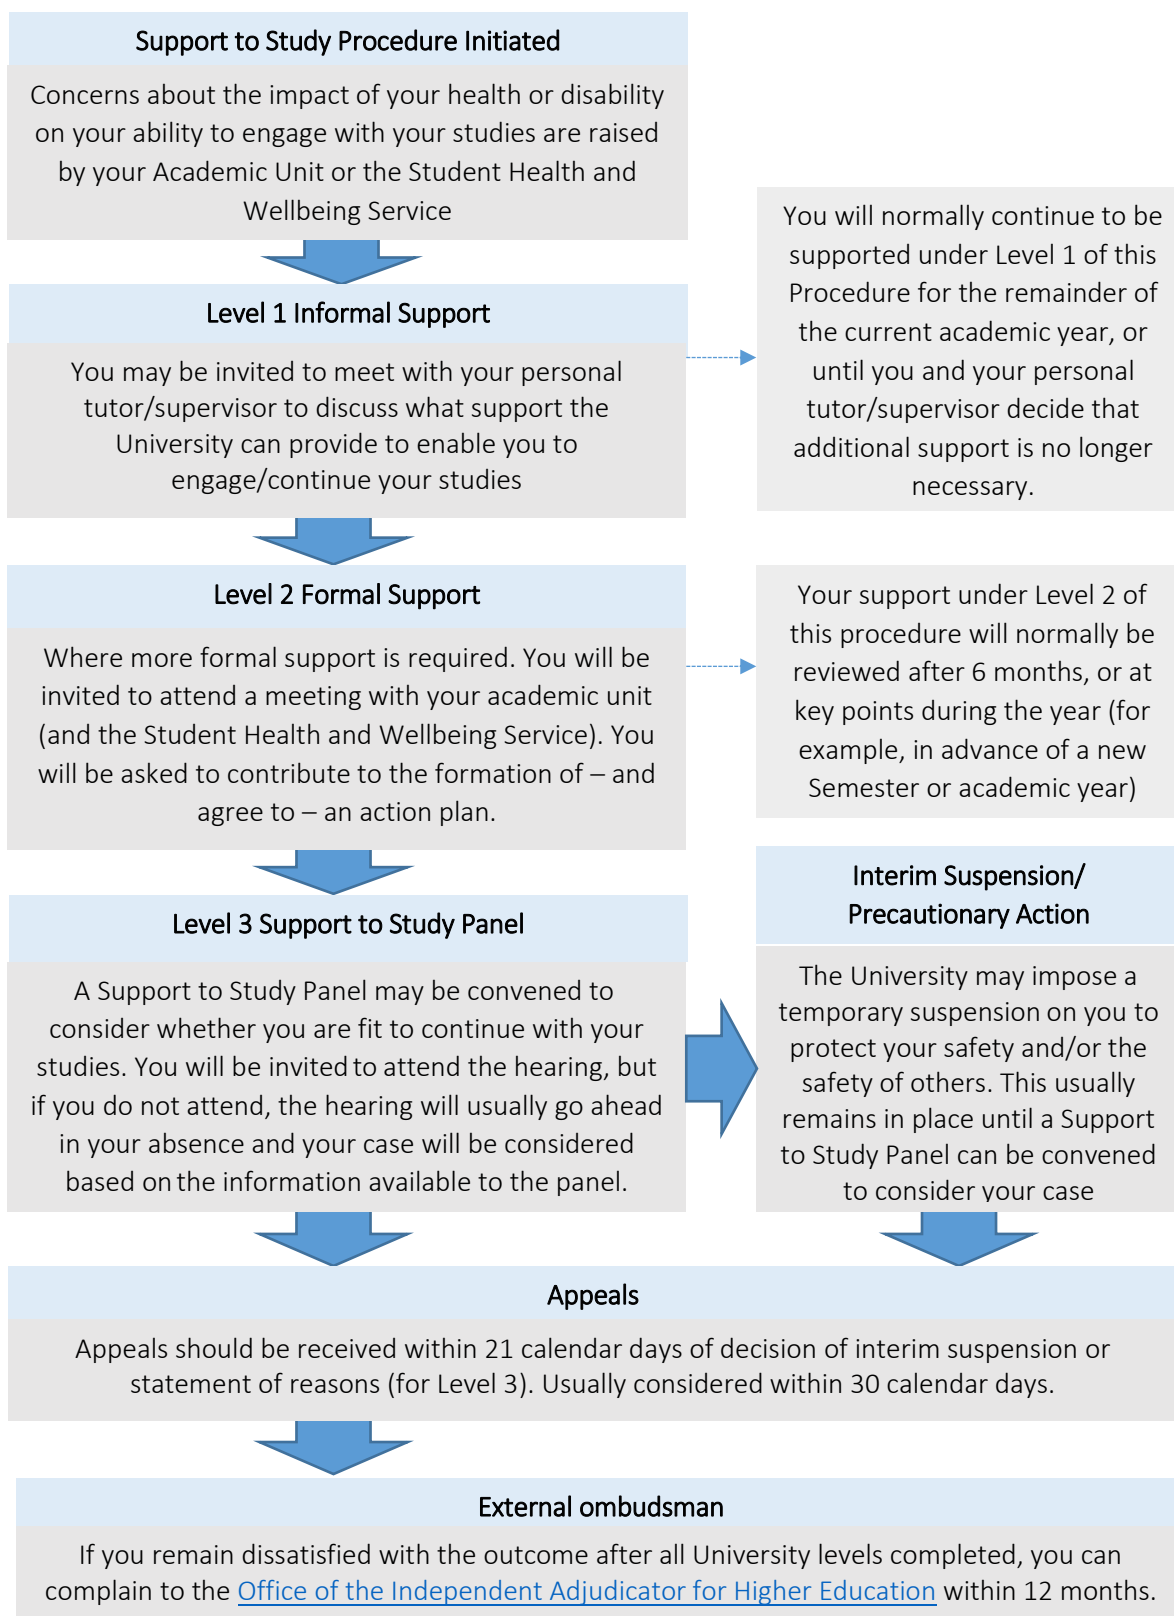 Support to Study Procedure Initiated
Concerns about the impact of your health or disability
on your ability to engage with your studies are raised
by your Academic Unit or the Student Health and
Wellbeing Service
Level 1 Informal Support
You may be invited to meet with your personal
tutor/supervisor to discuss what support the
University can provide to enable you to
engage/continue your studies
You will normally continue to be
supported under Level 1 of this
Procedure for the remainder of
the current academic year, or
until you and your personal
tutor/supervisor decide that
additional support is no longer
necessary.
Level 2 Formal Support
Where more formal support is required. You will be
invited to attend a meeting with your academic unit
(and the Student Health and Wellbeing Service). You
will be asked to contribute to the formation of – and
agree to – an action plan.
Your support under Level 2 of
this procedure will normally be
reviewed after 6 months, or at
key points during the year (for
example, in advance of a new
Semester or academic year)
Level 3 Support to Study Panel
A Support to Study Panel may be convened to
consider whether you are fit to continue with your
studies. You will be invited to attend the hearing, but
if you do not attend, the hearing will usually go ahead
in your absence and your case will be considered
based on the information available to the panel.
Interim Suspension/
Precautionary Action
The University may impose a
temporary suspension on you to
protect your safety and/or the
safety of others. This usually
remains in place until a Support
to Study Panel can be convened
to consider your case
Appeals
Appeals should be received within 21 calendar days of decision of interim suspension or
statement of reasons (for Level 3). Usually considered within 30 calendar days.
External ombudsman
If you remain dissatisfied with the outcome after all University levels completed, you can
complain to the Office of the Independent Adjudicator for Higher Education within 12 months.